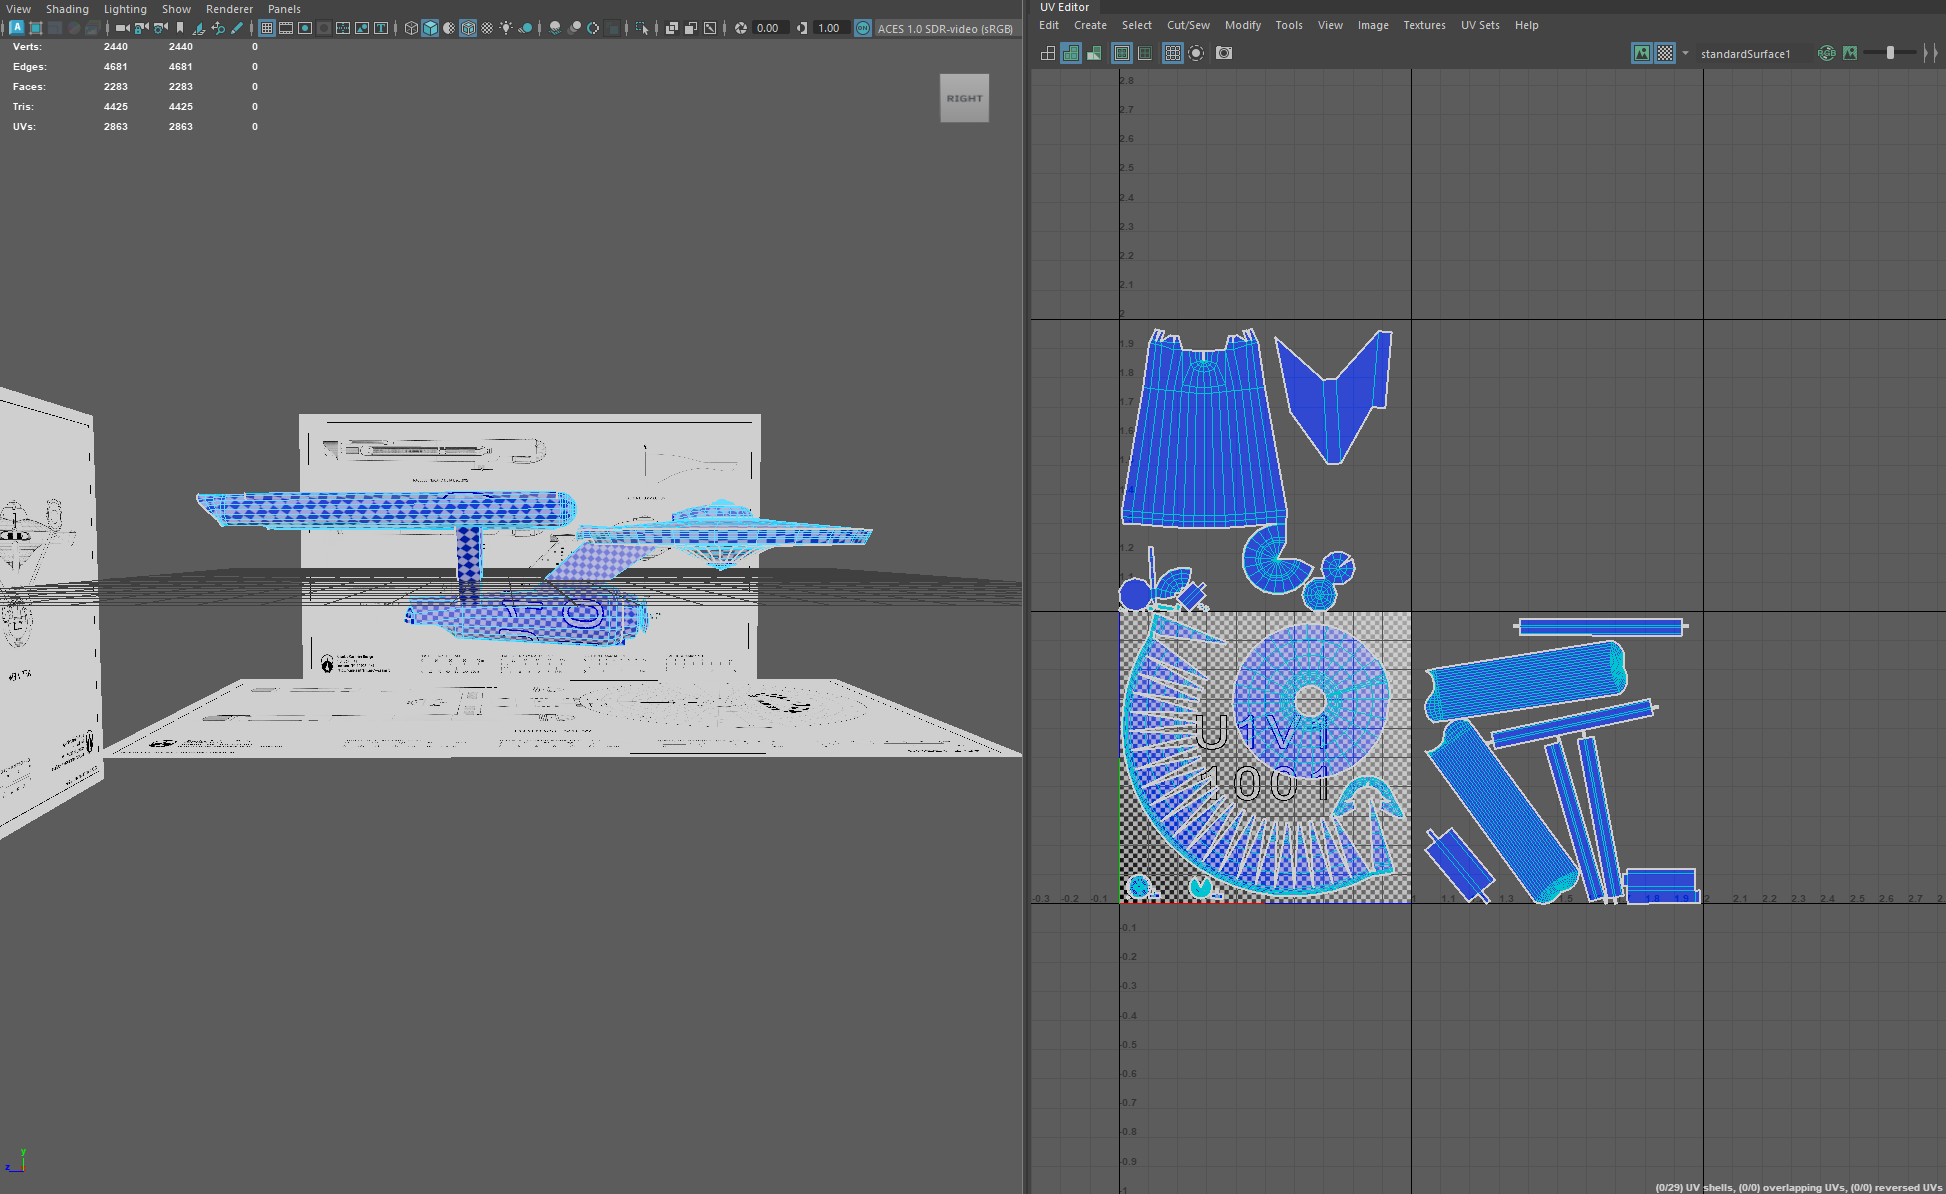 View Shading Lighting Show Renderer Panels
0.00 1.00 ON ACES 1.0 SDR-video (sRGB)
Verts: 2440 2440 0
Edges: 4681 4681 0
Faces: 2283 2283 0
Tris: 4425 4425 0
UVs: 2863 2863 0
RIGHT
y
z
UV Editor
Edit Create Select Cut/Sew Modify Tools View Image Textures UV Sets Help
standardSurface1 RGB
2.8
2.7
2.6
2.5
2.4
2.3
2.2
2.1
2
1.9
1.8
1.7
1.6
1.2
U1V1
1001
-0.3 -0.2 -0.1 1 1.1 1.3 1.5 1.8 1.9 2 2.1 2.2 2.3 2.4 2.5 2.6 2.7 2.
-0.1
-0.2
-0.3
-0.4
-0.5
-0.6
-0.7
-0.8
-0.9
-1
(0/29) UV shells, (0/0) overlapping UVs, (0/0) reversed UVs